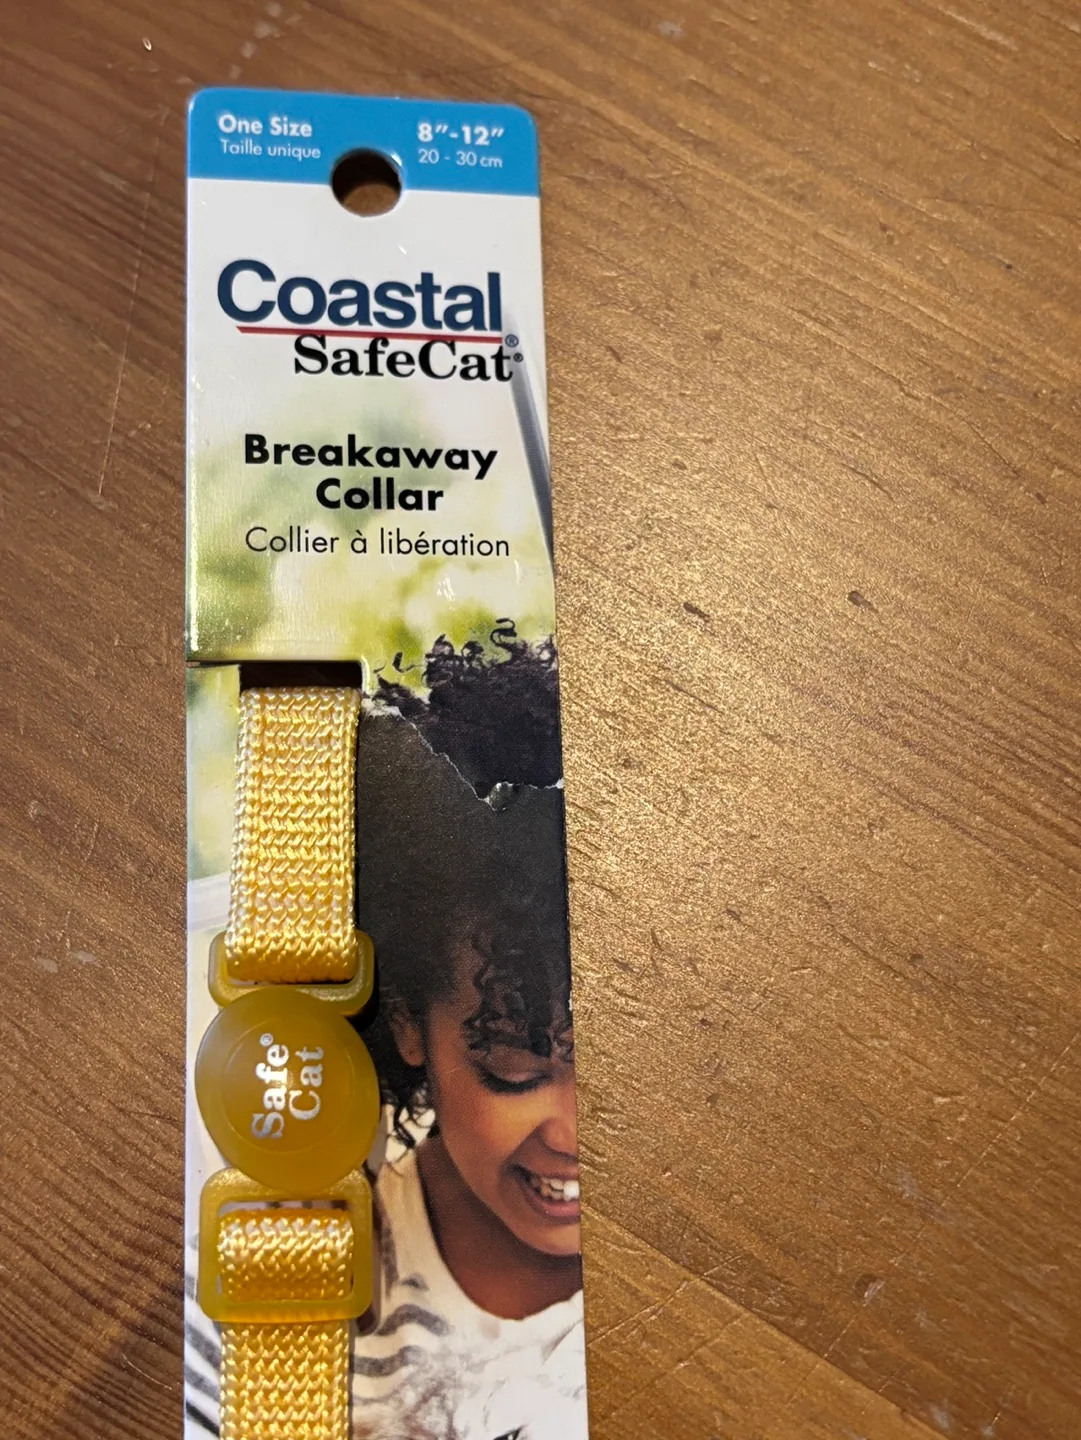 One Size
Taille unique
8"-12"
20 - 30 cm
Coastal®
SafeCat®
Breakaway
Collar
Collier à libération
Safe®
Cat